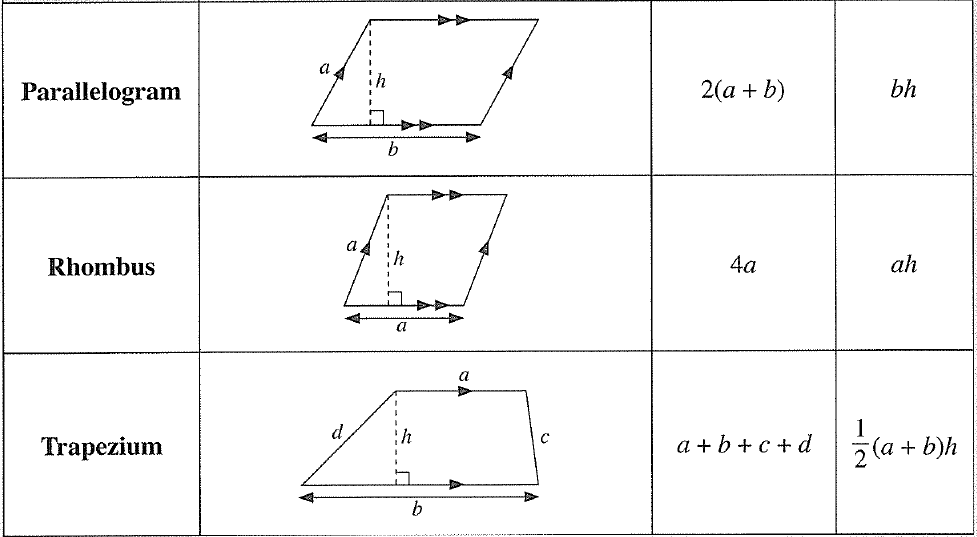 Parallelogram
a
h
b
2(a + b)
bh
Rhombus
a
h
a
4a
ah
Trapezium
a
d
h
c
b
a + b + c + d
1/2(a + b)h